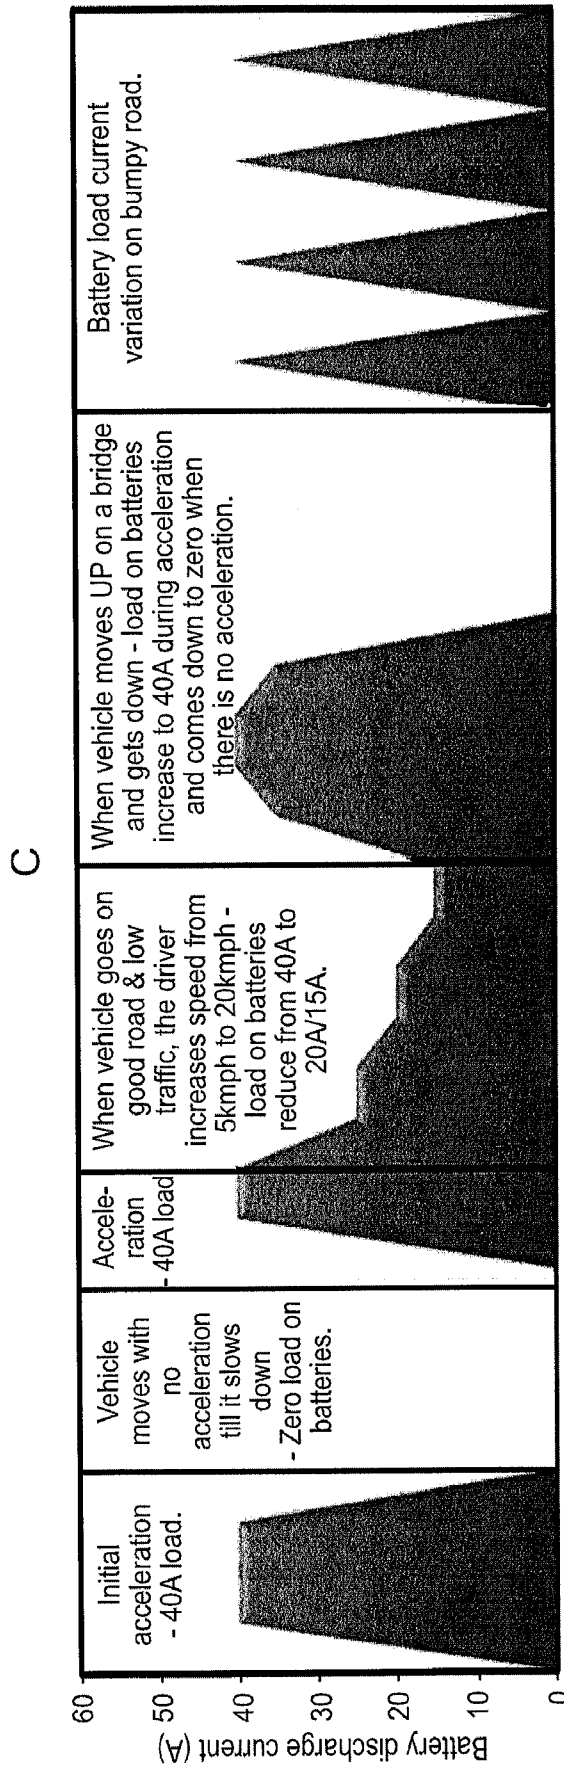 C
Initial
acceleration
- 40A load.
Vehicle
moves with
no
acceleration
till it slows
down
- Zero load on
batteries.
Accele-
ration
- 40A load
When vehicle goes on
good road & low
traffic, the driver
increases speed from
5kmph to 20kmph -
load on batteries
reduce from 40A to
20A/15A.
When vehicle moves UP on a bridge
and gets down - load on batteries
increase to 40A during acceleration
and comes down to zero when
there is no acceleration.
Battery load current
variation on bumpy road.
Battery discharge current (A)
60
50
40
30
20
10
0